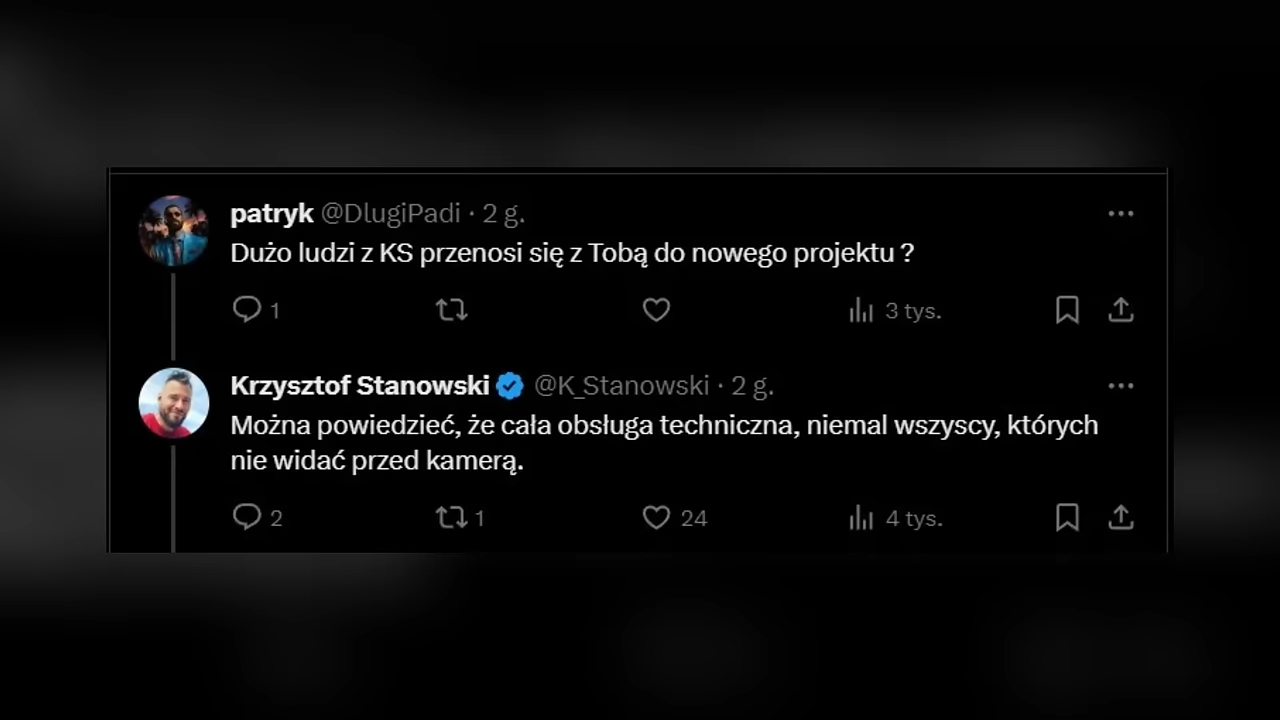 patryk @DlugiPadi · 2 g.
Dużo ludzi z KS przenosi się z Tobą do nowego projektu ?
1 3 tys.
Krzysztof Stanowski @K_Stanowski · 2 g.
Można powiedzieć, że cała obsługa techniczna, niemal wszyscy, których
nie widać przed kamerą.
2 1 24 4 tys.